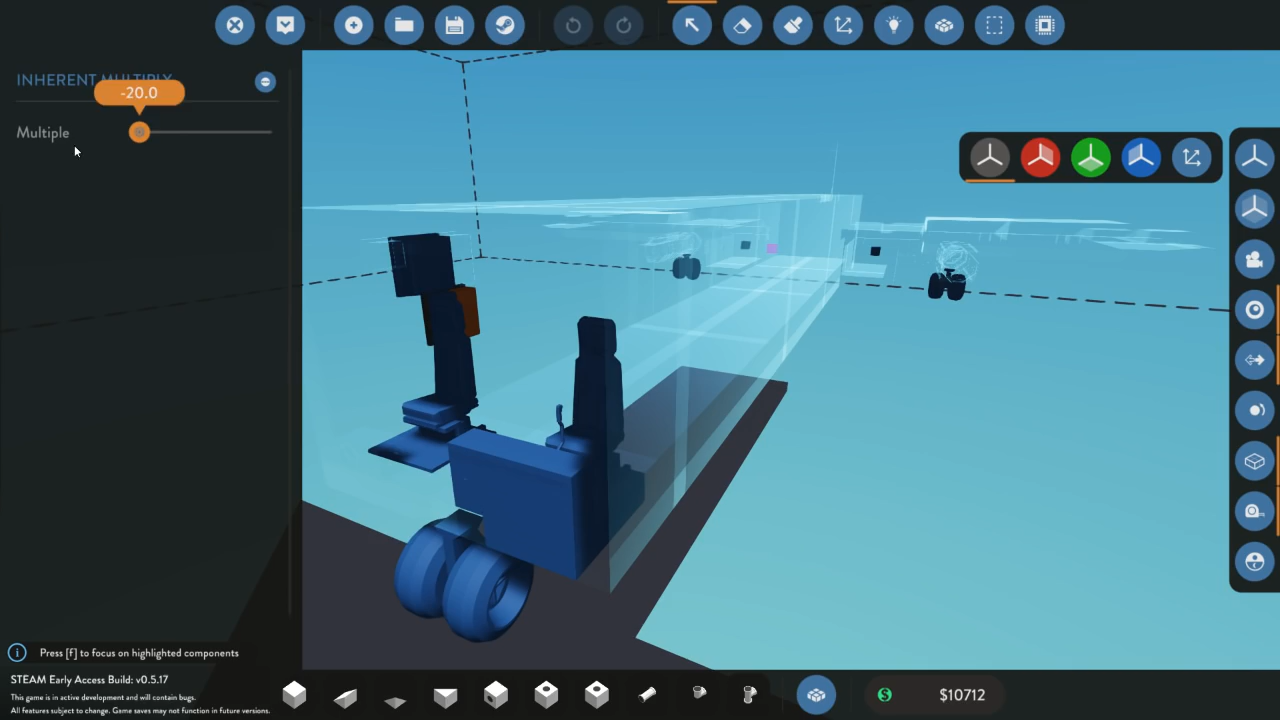 INHERENT MULTIPLY
-20.0
Multiple
Press [f] to focus on highlighted components
STEAM Early Access Build: v0.5.17
This game is in active development and will contain bugs.
All features subject to change. Game saves may not function in future versions.
$ $10712